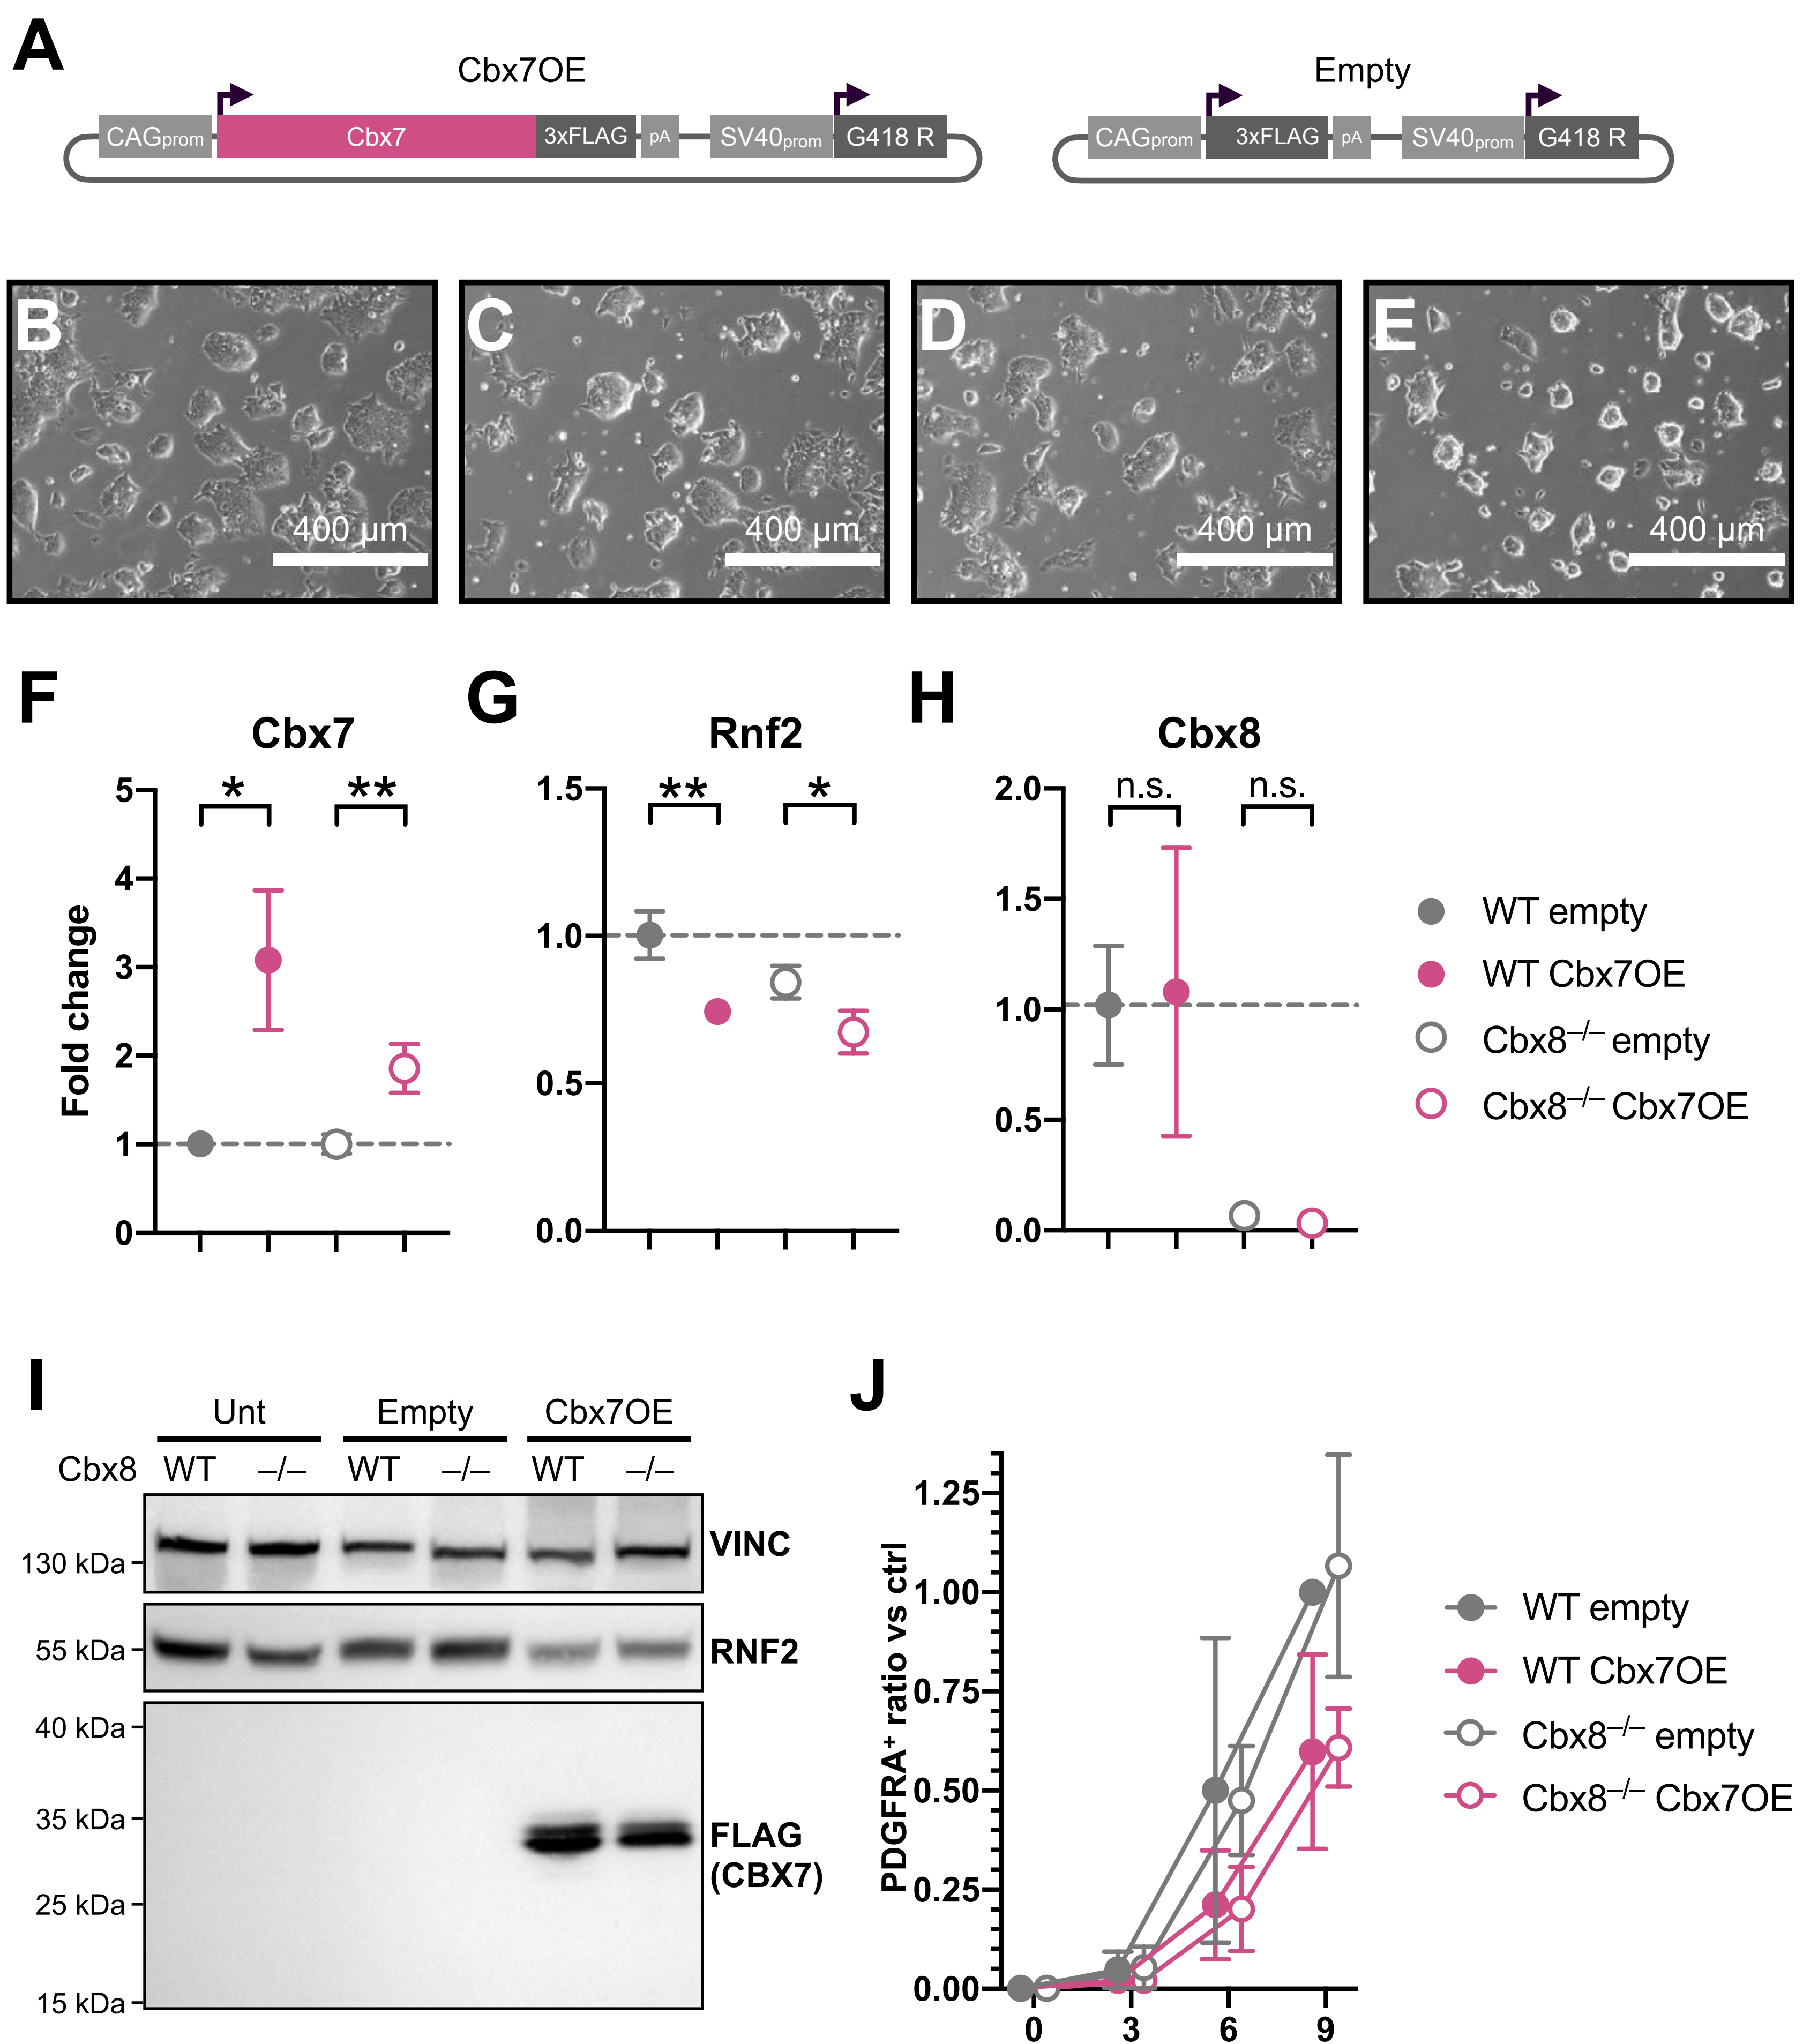 A
Cbx7OE
Empty
CAGprom
Cbx7
3xFLAG
pA
SV40prom
G418 R
CAGprom
3xFLAG
pA
SV40prom
G418 R
B
400 µm
C
400 µm
D
400 µm
E
400 µm
F
Cbx7
Fold change
5
4
3
2
1
0
*
**
G
Rnf2
1.5
1.0
0.5
0.0
**
*
H
Cbx8
2.0
1.5
1.0
0.5
0.0
n.s.
n.s.
WT empty
WT Cbx7OE
Cbx8–/– empty
Cbx8–/– Cbx7OE
I
Unt Empty Cbx7OE
Cbx8 WT –/– WT –/– WT –/–
130 kDa
VINC
55 kDa
RNF2
40 kDa
35 kDa
25 kDa
15 kDa
FLAG
(CBX7)
J
PDGFRA+ ratio vs ctrl
1.25
1.00
0.75
0.50
0.25
0.00
0 3 6 9
WT empty
WT Cbx7OE
Cbx8–/– empty
Cbx8–/– Cbx7OE